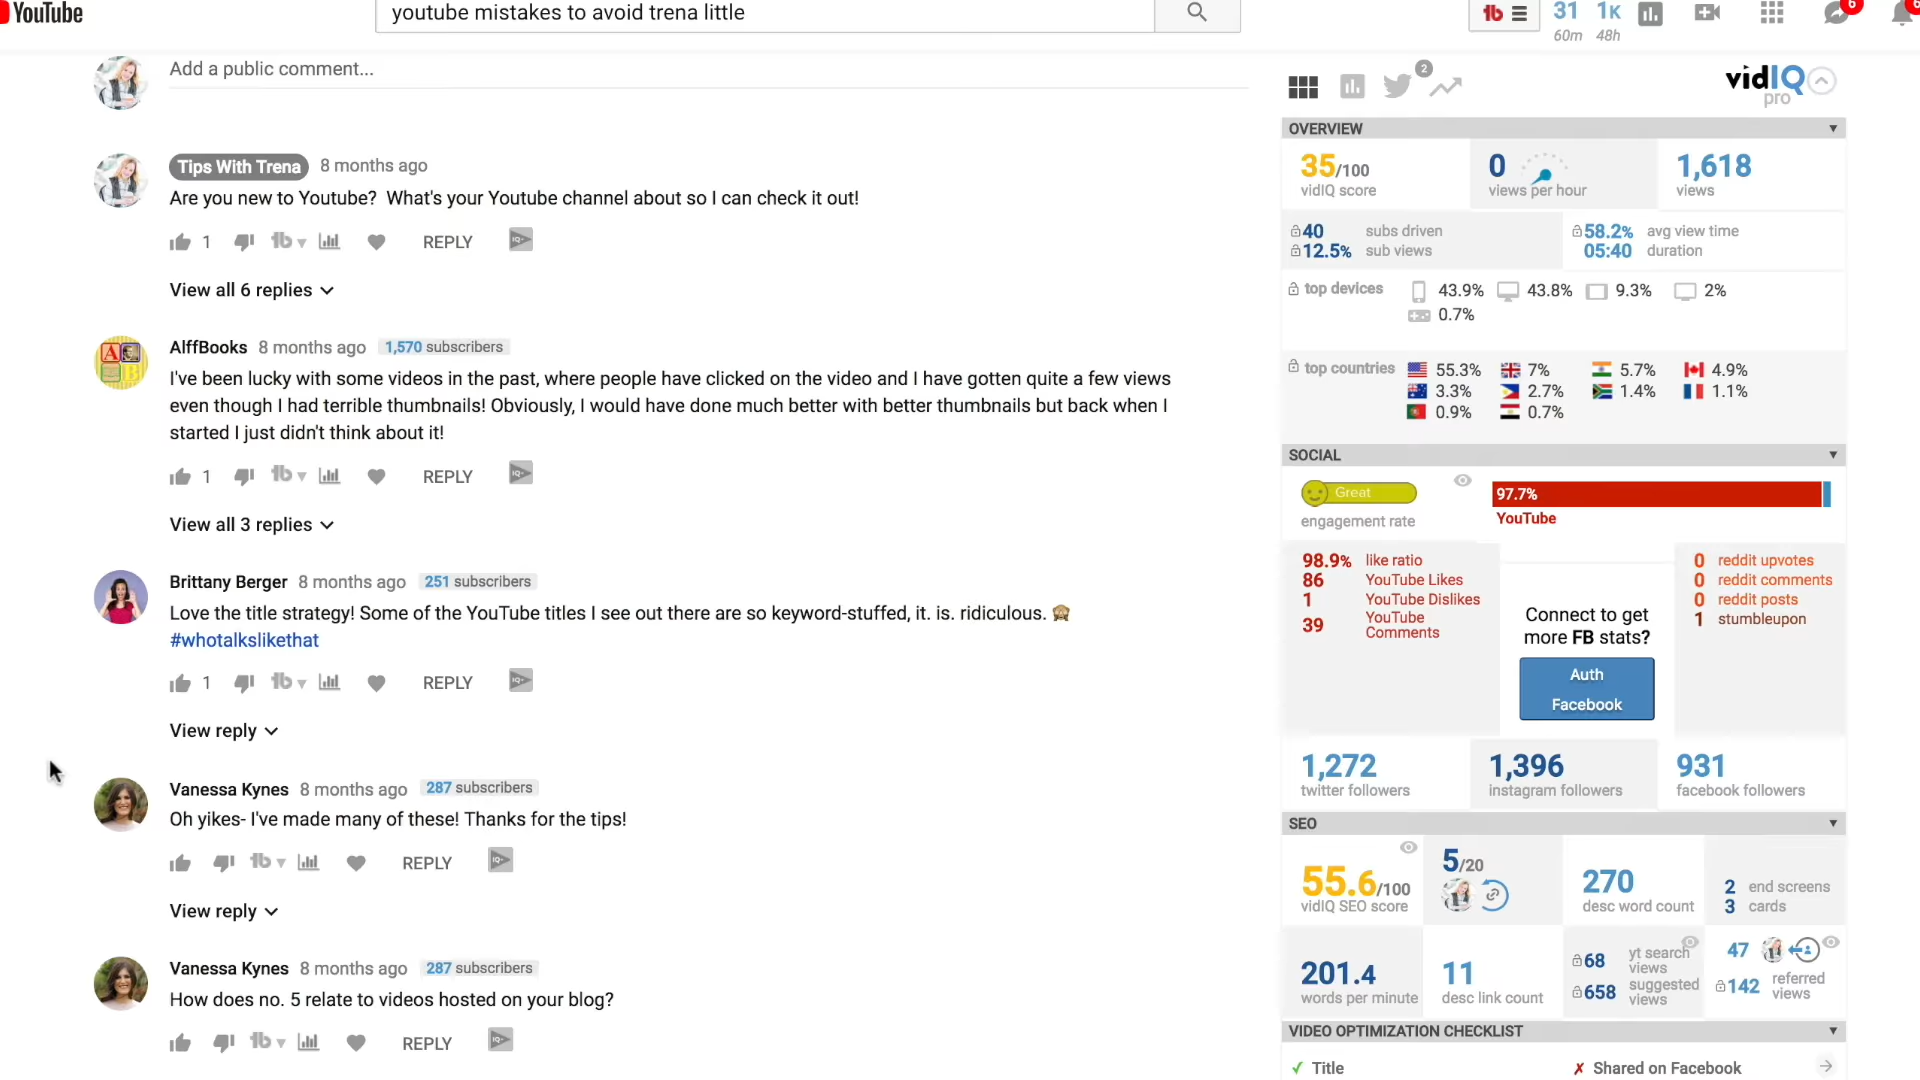 YouTube
youtube mistakes to avoid trena little
31 1K
60m 48h
6
Add a public comment...
Tips With Trena 8 months ago
Are you new to Youtube? What's your Youtube channel about so I can check it out!
1 REPLY
View all 6 replies
AlffBooks 8 months ago 1,570 subscribers
I've been lucky with some videos in the past, where people have clicked on the video and I have gotten quite a few views
even though I had terrible thumbnails! Obviously, I would have done much better with better thumbnails but back when I
started I just didn't think about it!
1 REPLY
View all 3 replies
Brittany Berger 8 months ago 251 subscribers
Love the title strategy! Some of the YouTube titles I see out there are so keyword-stuffed, it. is. ridiculous. 🙈
#whotalkslikethat
1 REPLY
View reply
Vanessa Kynes 8 months ago 287 subscribers
Oh yikes- I've made many of these! Thanks for the tips!
REPLY
View reply
Vanessa Kynes 8 months ago 287 subscribers
How does no. 5 relate to videos hosted on your blog?
REPLY
2
vidIQ
pro
OVERVIEW
35/100 0 1,618
vidIQ score views per hour views
40 subs driven 58.2% avg view time
12.5% sub views 05:40 duration
top devices 43.9% 43.8% 9.3% 2%
0.7%
top countries 55.3% 7% 5.7% 4.9%
3.3% 2.7% 1.4% 1.1%
0.9% 0.7%
SOCIAL
Great 97.7%
engagement rate YouTube
98.9% like ratio
86 YouTube Likes
1 YouTube Dislikes
39 YouTube
Comments
Connect to get
more FB stats?
Auth
Facebook
0 reddit upvotes
0 reddit comments
0 reddit posts
1 stumbleupon
1,272 1,396 931
twitter followers instagram followers facebook followers
SEO
55.6/100 5/20 270 2 end screens
vidIQ SEO score desc word count 3 cards
201.4 11
words per minute desc link count
68 yt search
views
658 suggested
views
47
142 referred
views
VIDEO OPTIMIZATION CHECKLIST
✓ Title ✗ Shared on Facebook